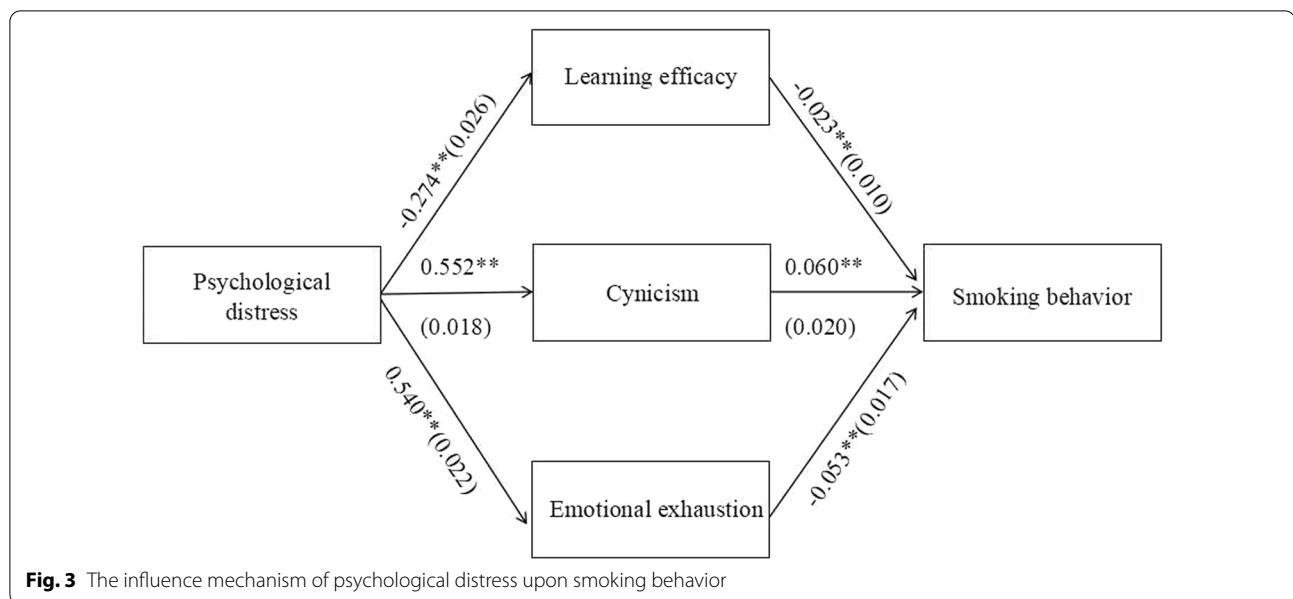 Learning efficacy
-0.274**(0.026)
-0.023**(0.010)
Psychological
distress
0.552**
(0.018)
Cynicism
0.060**
(0.020)
Smoking behavior
0.540**(0.022)
-0.053**(0.017)
Emotional exhaustion
Fig. 3 The influence mechanism of psychological distress upon smoking behavior